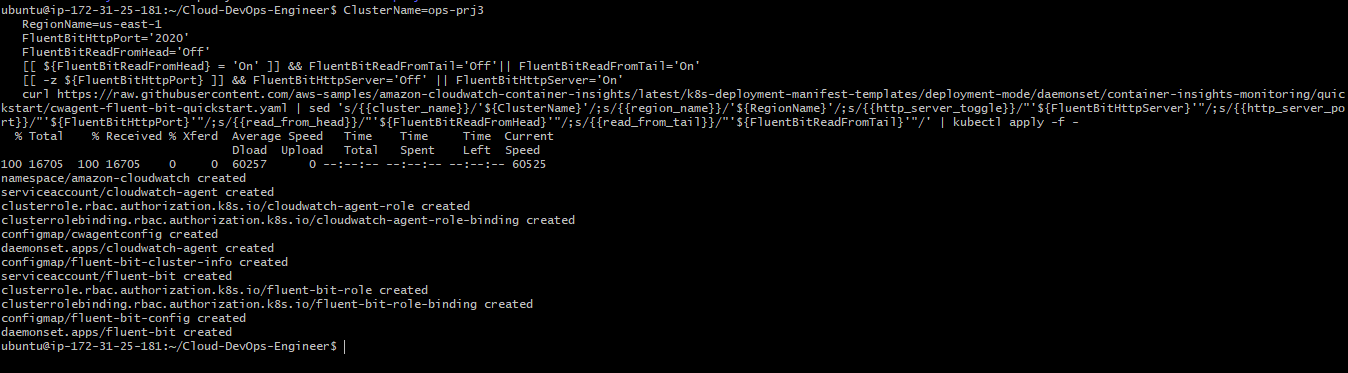 ubuntu@ip-172-31-25-181:~/Cloud-DevOps-Engineer$ ClusterName=ops-prj3
RegionName=us-east-1
FluentBitHttpPort='2020'
FluentBitReadFromHead='Off'
[[ ${FluentBitReadFromHead} = 'On' ]] && FluentBitReadFromTail='Off'|| FluentBitReadFromTail='On'
[[ -z ${FluentBitHttpPort} ]] && FluentBitHttpServer='Off' || FluentBitHttpServer='On'
curl https://raw.githubusercontent.com/aws-samples/amazon-cloudwatch-container-insights/latest/k8s-deployment-manifest-templates/deployment-mode/daemonset/container-insights-monitoring/quic
kstart/cwagent-fluent-bit-quickstart.yaml | sed 's/{{cluster_name}}/'${ClusterName}'/;s/{{region_name}}/'${RegionName}'/;s/{{http_server_toggle}}/"'${FluentBitHttpServer}'"/;s/{{http_server_po
rt}}/"'${FluentBitHttpPort}'"/;s/{{read_from_head}}/"'${FluentBitReadFromHead}'"/;s/{{read_from_tail}}/"'${FluentBitReadFromTail}'"/' | kubectl apply -f -
% Total % Received % Xferd Average Speed Time Time Time Current
Dload Upload Total Spent Left Speed
100 16705 100 16705 0 0 60257 0 --:--:-- --:--:-- --:--:-- 60525
namespace/amazon-cloudwatch created
serviceaccount/cloudwatch-agent created
clusterrole.rbac.authorization.k8s.io/cloudwatch-agent-role created
clusterrolebinding.rbac.authorization.k8s.io/cloudwatch-agent-role-binding created
configmap/cwagentconfig created
daemonset.apps/cloudwatch-agent created
configmap/fluent-bit-cluster-info created
serviceaccount/fluent-bit created
clusterrole.rbac.authorization.k8s.io/fluent-bit-role created
clusterrolebinding.rbac.authorization.k8s.io/fluent-bit-role-binding created
configmap/fluent-bit-config created
daemonset.apps/fluent-bit created
ubuntu@ip-172-31-25-181:~/Cloud-DevOps-Engineer$